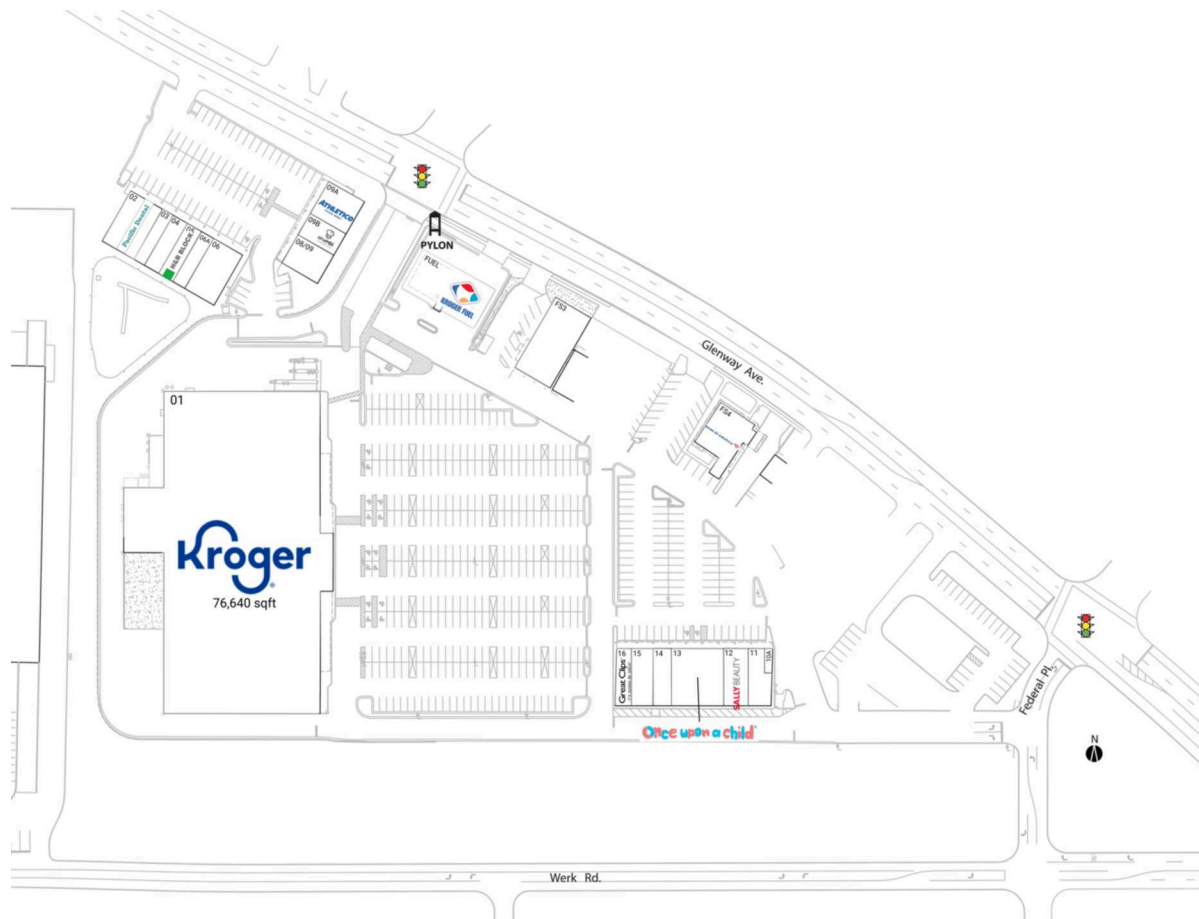 09A
ATHLETICO
09B
08/09
02
Pacific Dental
03
04
05
H&R BLOCK
06A
06
PYLON
FUEL
KROGER FUEL
FS3
Glenway Ave.
FS4
01
Kroger
76,640 sqft
16
Great Clips
15
14
13
12
SALLY BEAUTY
11
10A
Once upon a child
Federal Pl.
N
Werk Rd.